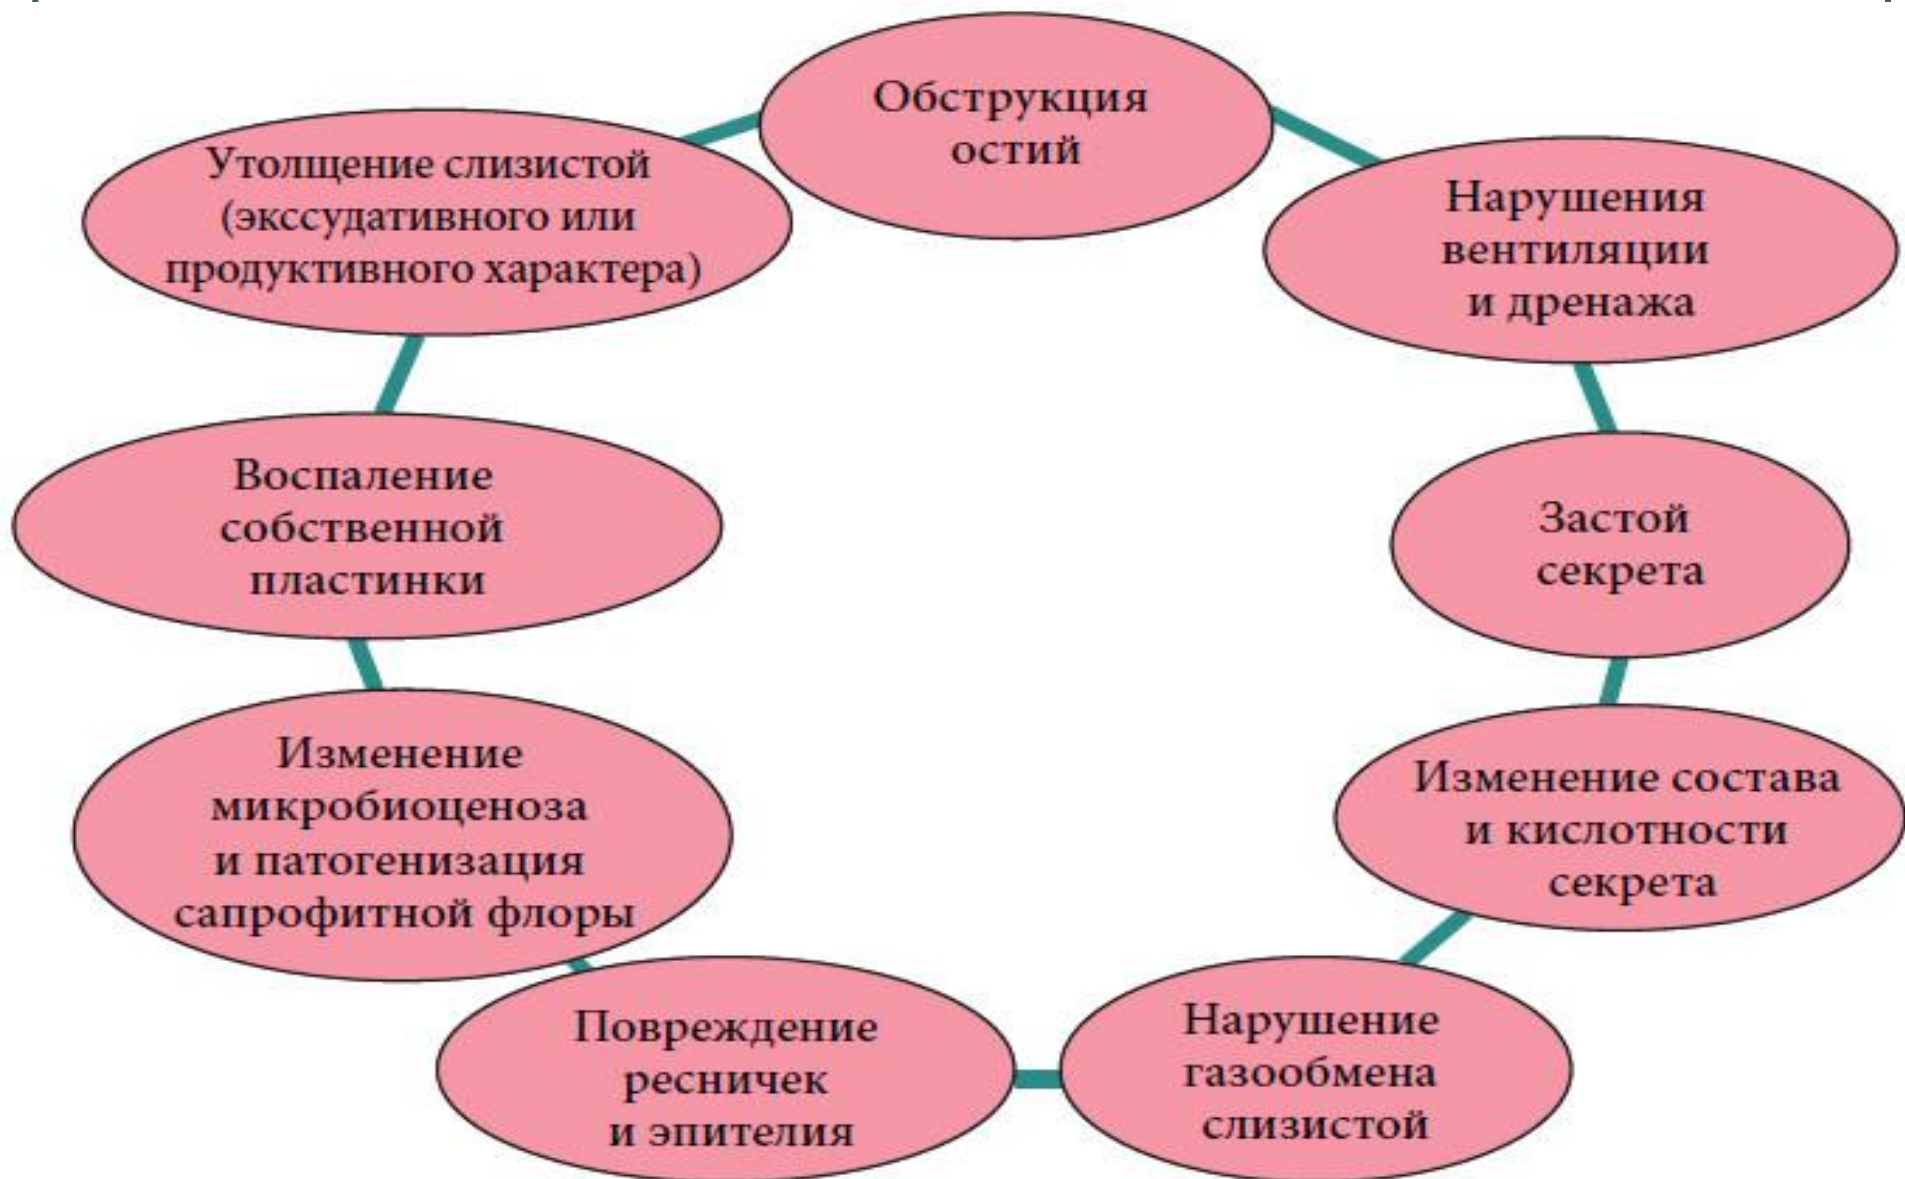 Обструкция
остий
Нарушения
вентиляции
и дренажа
Застой
секрета
Изменение состава
и кислотности
секрета
Нарушение
газообмена
слизистой
Повреждение
ресничек
и эпителия
Изменение
микробиоценоза
и патогенизация
сапрофитной флоры
Воспаление
собственной
пластинки
Утолщение слизистой
(экссудативного или
продуктивного характера)